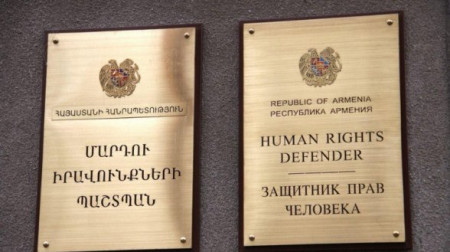 ՀԱՅԱՍՏԱՆԻ ՀԱՆՐԱՊԵՏՈՒԹՅՈՒՆ
ՄԱՐԴՈՒ
ԻՐԱՎՈՒՆՔՆԵՐԻ
ՊԱՇՏՊԱՆ
REPUBLIC OF ARMENIA
РЕСПУБЛИКА АРМЕНИЯ
HUMAN RIGHTS
DEFENDER
ЗАЩИТНИК ПРАВ
ЧЕЛОВЕКА